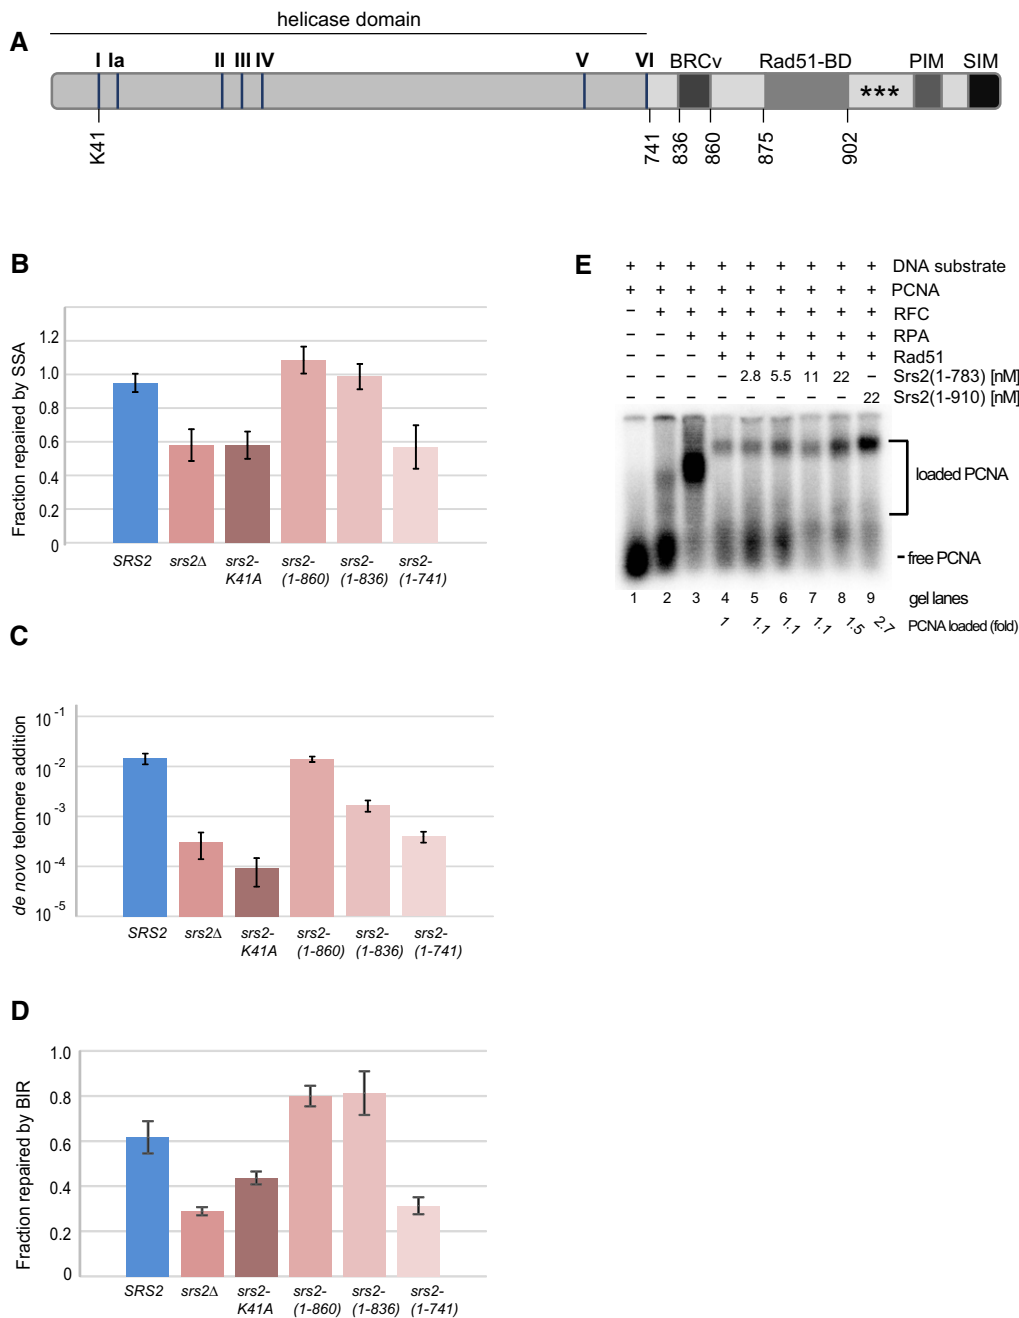 A
helicase domain
I Ia II III IV V VI BRCv Rad51-BD PIM SIM
***
K41 741 836 860 875 902
B
Fraction repaired by SSA
1.2
1.0
0.8
0.6
0.4
0.2
0
SRS2 srs2Δ srs2- srs2- srs2- srs2-
K41A (1-860) (1-836) (1-741)
C
de novo telomere addition
10-1
10-2
10-3
10-4
10-5
SRS2 srs2Δ srs2- srs2- srs2- srs2-
K41A (1-860) (1-836) (1-741)
D
Fraction repaired by BIR
1.0
0.8
0.6
0.4
0.2
0
SRS2 srs2Δ srs2- srs2- srs2- srs2-
K41A (1-860) (1-836) (1-741)
E
+ + + + + + + + + DNA substrate
+ + + + + + + + + PCNA
– + + + + + + + + RFC
– – + + + + + + + RPA
– – – + + + + + + Rad51
– – – – 2.8 5.5 11 22 – Srs2(1-783) [nM]
– – – – – – – – 22 Srs2(1-910) [nM]
loaded PCNA
free PCNA
1 2 3 4 5 6 7 8 9 gel lanes
1 1.1 1.1 1.1 1.5 2.7 PCNA loaded (fold)